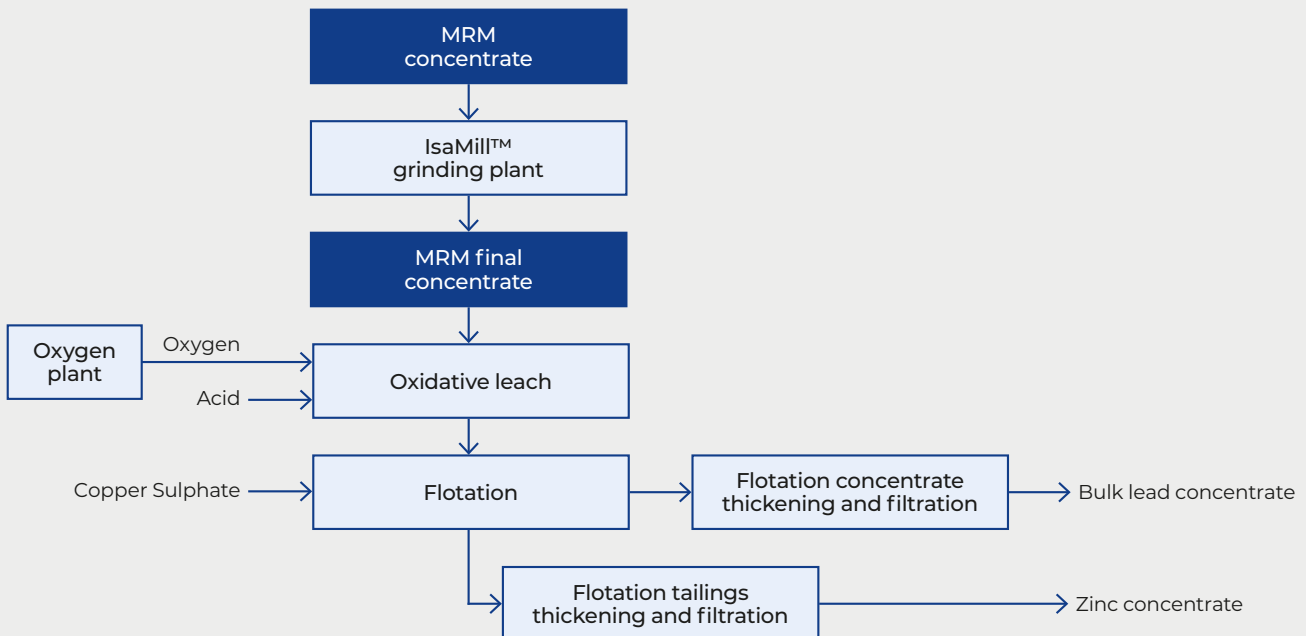 MRM
concentrate
IsaMill™
grinding plant
MRM final
concentrate
Oxygen
plant
Oxygen
Acid
Oxidative leach
Copper Sulphate
Flotation
Flotation concentrate
thickening and filtration
Bulk lead concentrate
Flotation tailings
thickening and filtration
Zinc concentrate